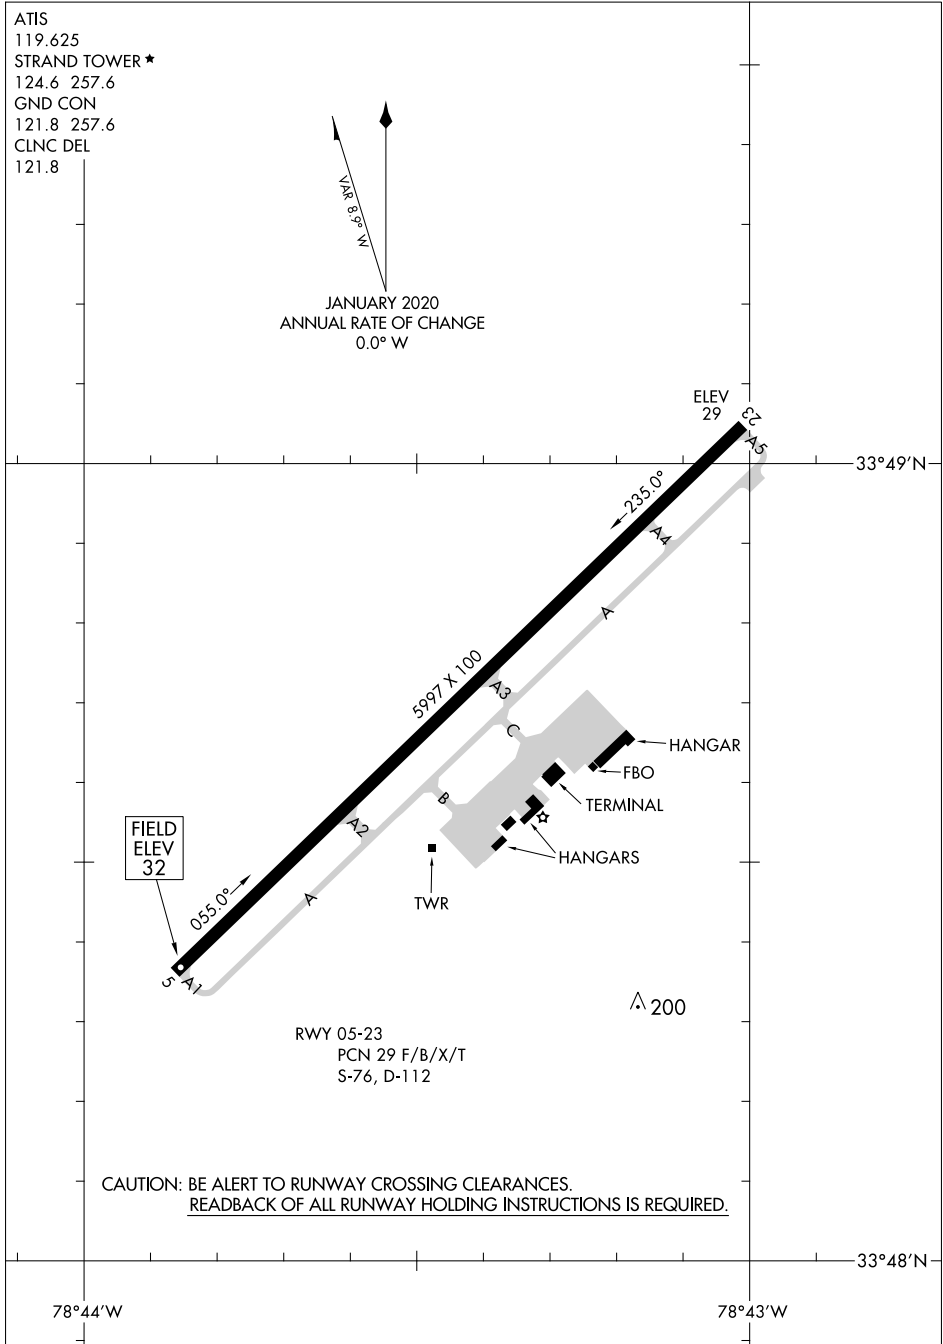 ATIS
119.625
STRAND TOWER ★
124.6 257.6
GND CON
121.8 257.6
CLNC DEL
121.8
VAR 8.9° W
JANUARY 2020
ANNUAL RATE OF CHANGE
0.0° W
ELEV
29
23
A5
33°49'N
235.0°
A4
A
5997 X 100
A3
C
HANGAR
FBO
TERMINAL
B
A2
HANGARS
FIELD
ELEV
32
TWR
055.0°
A
5
A1
200
RWY 05-23
PCN 29 F/B/X/T
S-76, D-112
CAUTION: BE ALERT TO RUNWAY CROSSING CLEARANCES.
READBACK OF ALL RUNWAY HOLDING INSTRUCTIONS IS REQUIRED.
33°48'N
78°44'W
78°43'W